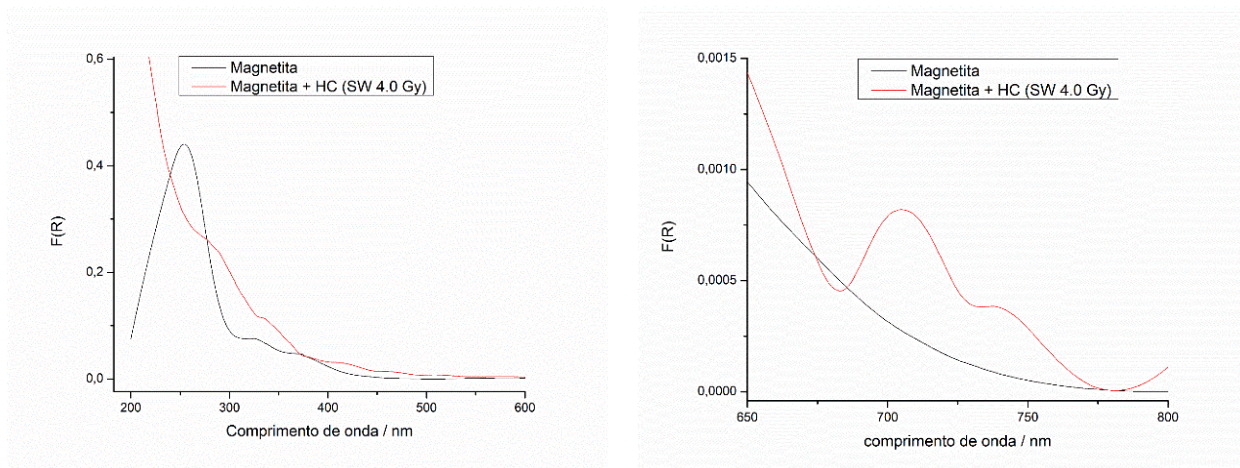 0,6
0,4
0,2
0,0
F(R)
Magnetita
Magnetita + HC (SW 4.0 Gy)
200
300
400
500
600
Comprimento de onda / nm
0,0015
0,0010
0,0005
0,0000
F(R)
Magnetita
Magnetita + HC (SW 4.0 Gy)
650
700
750
800
comprimento de onda / nm